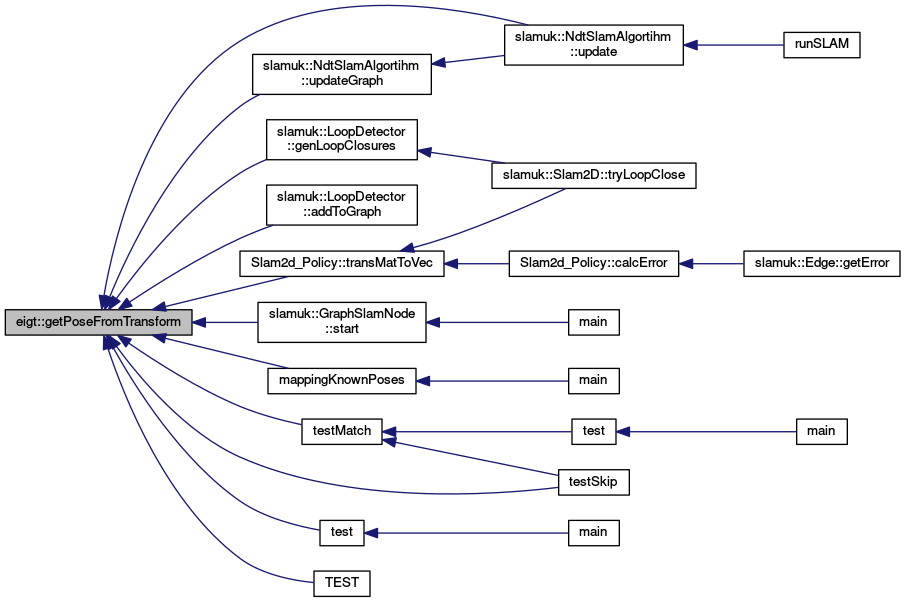 slamuk::NdtSlamAlgortihm
::update
runSLAM
slamuk::NdtSlamAlgortihm
::updateGraph
slamuk::LoopDetector
::genLoopClosures
slamuk::Slam2D::tryLoopClose
slamuk::LoopDetector
::addToGraph
Slam2d_Policy::transMatToVec
Slam2d_Policy::calcError
slamuk::Edge::getError
eigt::getPoseFromTransform
slamuk::GraphSlamNode
::start
main
mappingKnownPoses
main
testMatch
test
main
testSkip
test
main
TEST